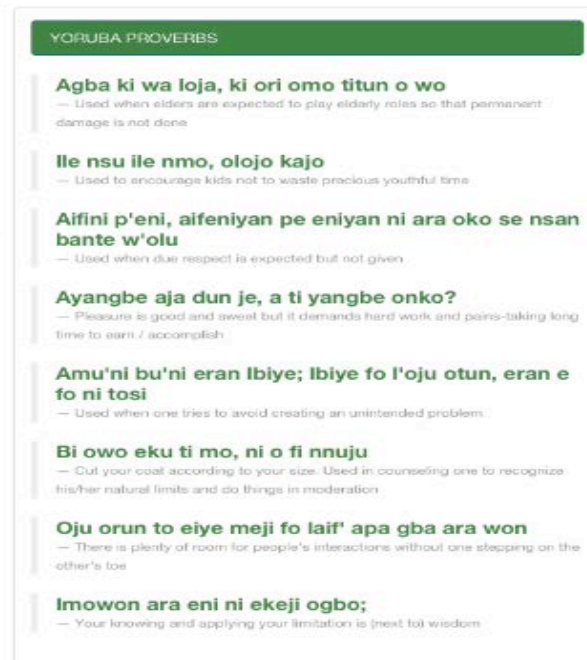 YORUBA PROVERBS
Agba ki wa loja, ki ori omo titun o wo
— Used when elders are expected to play elderly roles so that permanent
damage is not done
Ile nsu ile nmo, olojo kajo
— Used to encourage kids not to waste precious youthful time
Aifini p'eni, aifeniyan pe eniyan ni ara oko se nsan
bante w'olu
— Used when due respect is expected but not given
Ayangbe aja dun je, a ti yangbe onko?
— Pleasure is good and sweet but it demands hard work and pains-taking long
time to earn / accomplish
Amu'ni bu'ni eran Ibiye; Ibiye fo l'oju otun, eran e
fo ni tosi
— Used when one tries to avoid creating an unintended problem.
Bi owo eku ti mo, ni o fi nnuju
— Cut your coat according to your size. Used in counseling one to recognize
his/her natural limits and do things in moderation
Oju orun to eiye meji fo laif' apa gba ara won
— There is plenty of room for people's interactions without one stepping on the
other's toe
Imowon ara eni ni ekeji ogbo;
— Your knowing and applying your limitation is (next to) wisdom